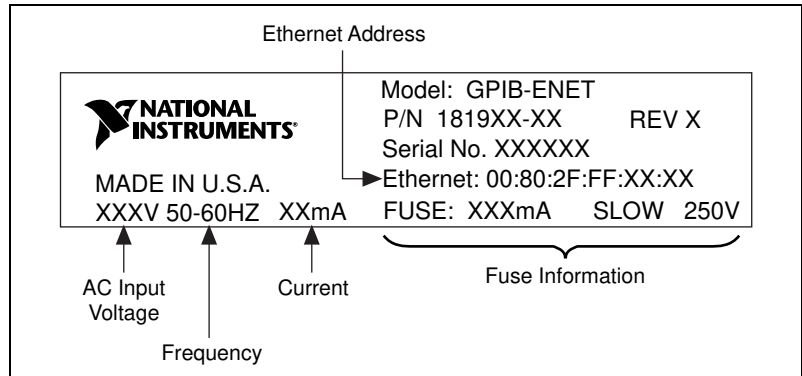 Ethernet Address
NATIONAL
INSTRUMENTS®
MADE IN U.S.A.
XXXV 50-60HZ XXmA
Model: GPIB-ENET
P/N 1819XX-XX REV X
Serial No. XXXXXX
Ethernet: 00:80:2F:FF:XX:XX
FUSE: XXXmA SLOW 250V
AC Input
Voltage
Frequency
Current
Fuse Information